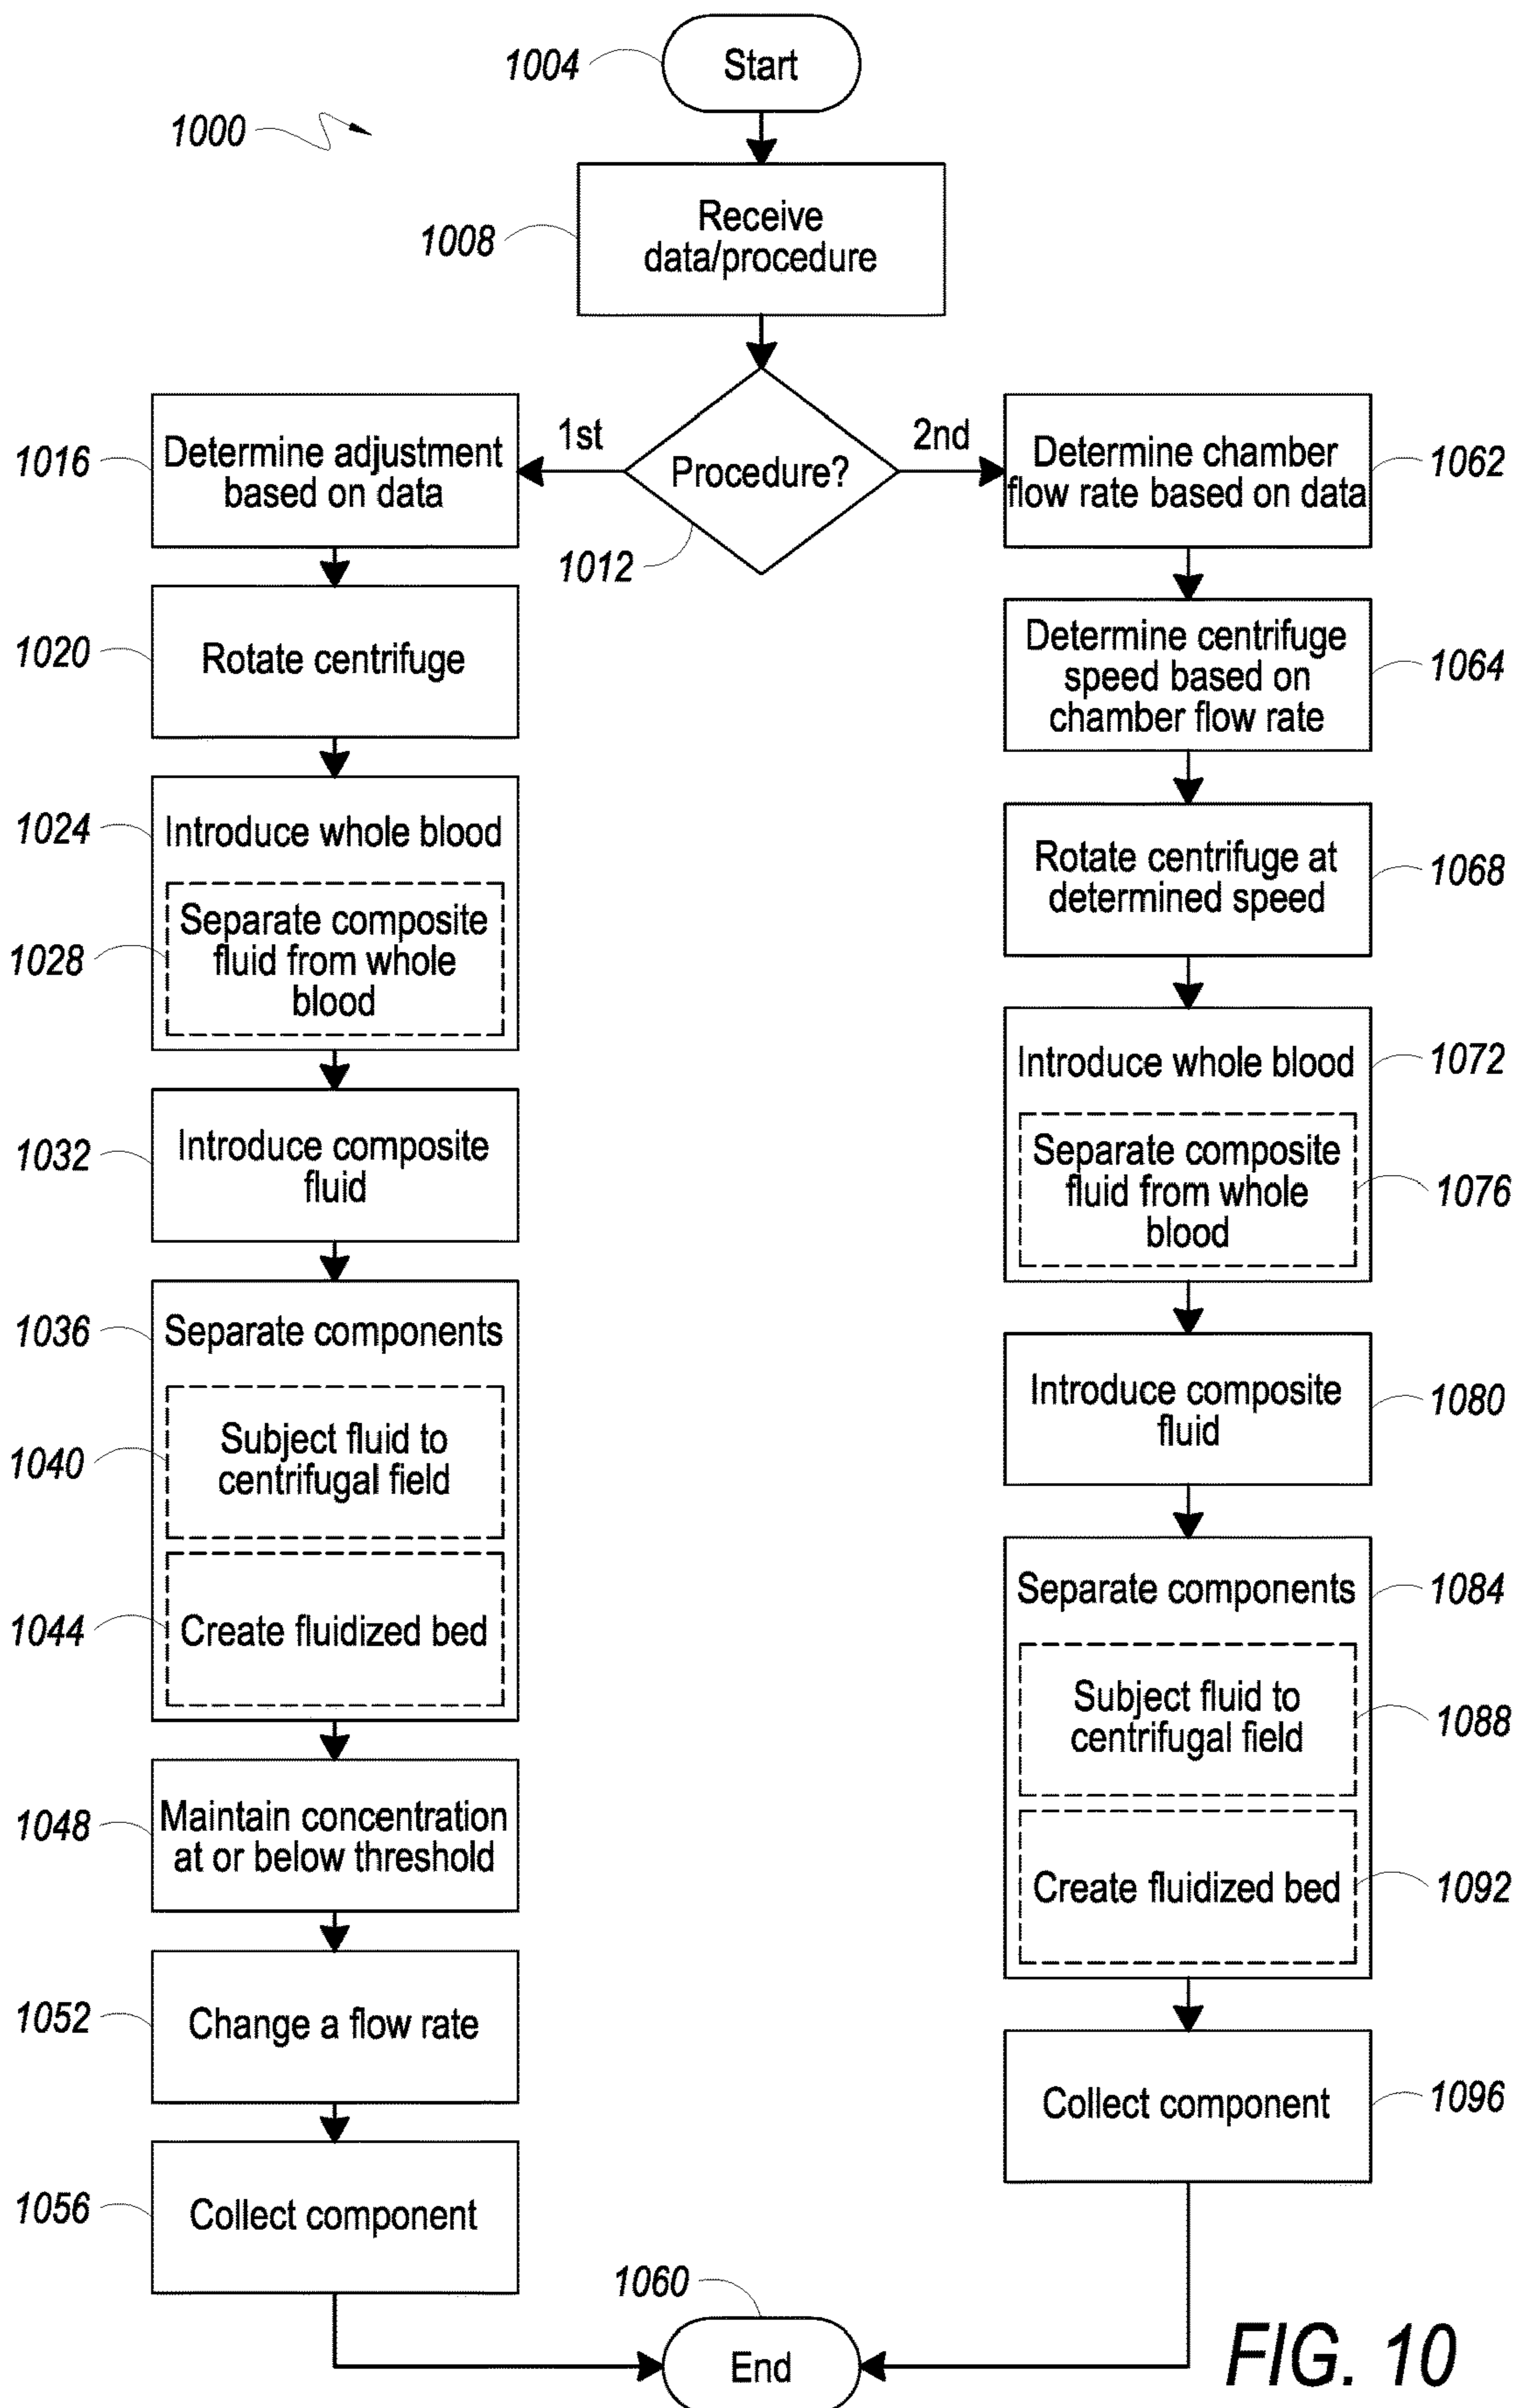 1004
Start
1000
1008
Receive
data/procedure
1st
Procedure?
2nd
1012
1016
Determine adjustment
based on data
1020
Rotate centrifuge
1024
Introduce whole blood
1028
Separate composite
fluid from whole
blood
1032
Introduce composite
fluid
1036
Separate components
1040
Subject fluid to
centrifugal field
1044
Create fluidized bed
1048
Maintain concentration
at or below threshold
1052
Change a flow rate
1056
Collect component
Determine chamber
flow rate based on data
1062
Determine centrifuge
speed based on
chamber flow rate
1064
Rotate centrifuge at
determined speed
1068
Introduce whole blood
1072
Separate composite
fluid from whole
blood
1076
Introduce composite
fluid
1080
Separate components
1084
Subject fluid to
centrifugal field
1088
Create fluidized bed
1092
Collect component
1096
1060
End
FIG. 10